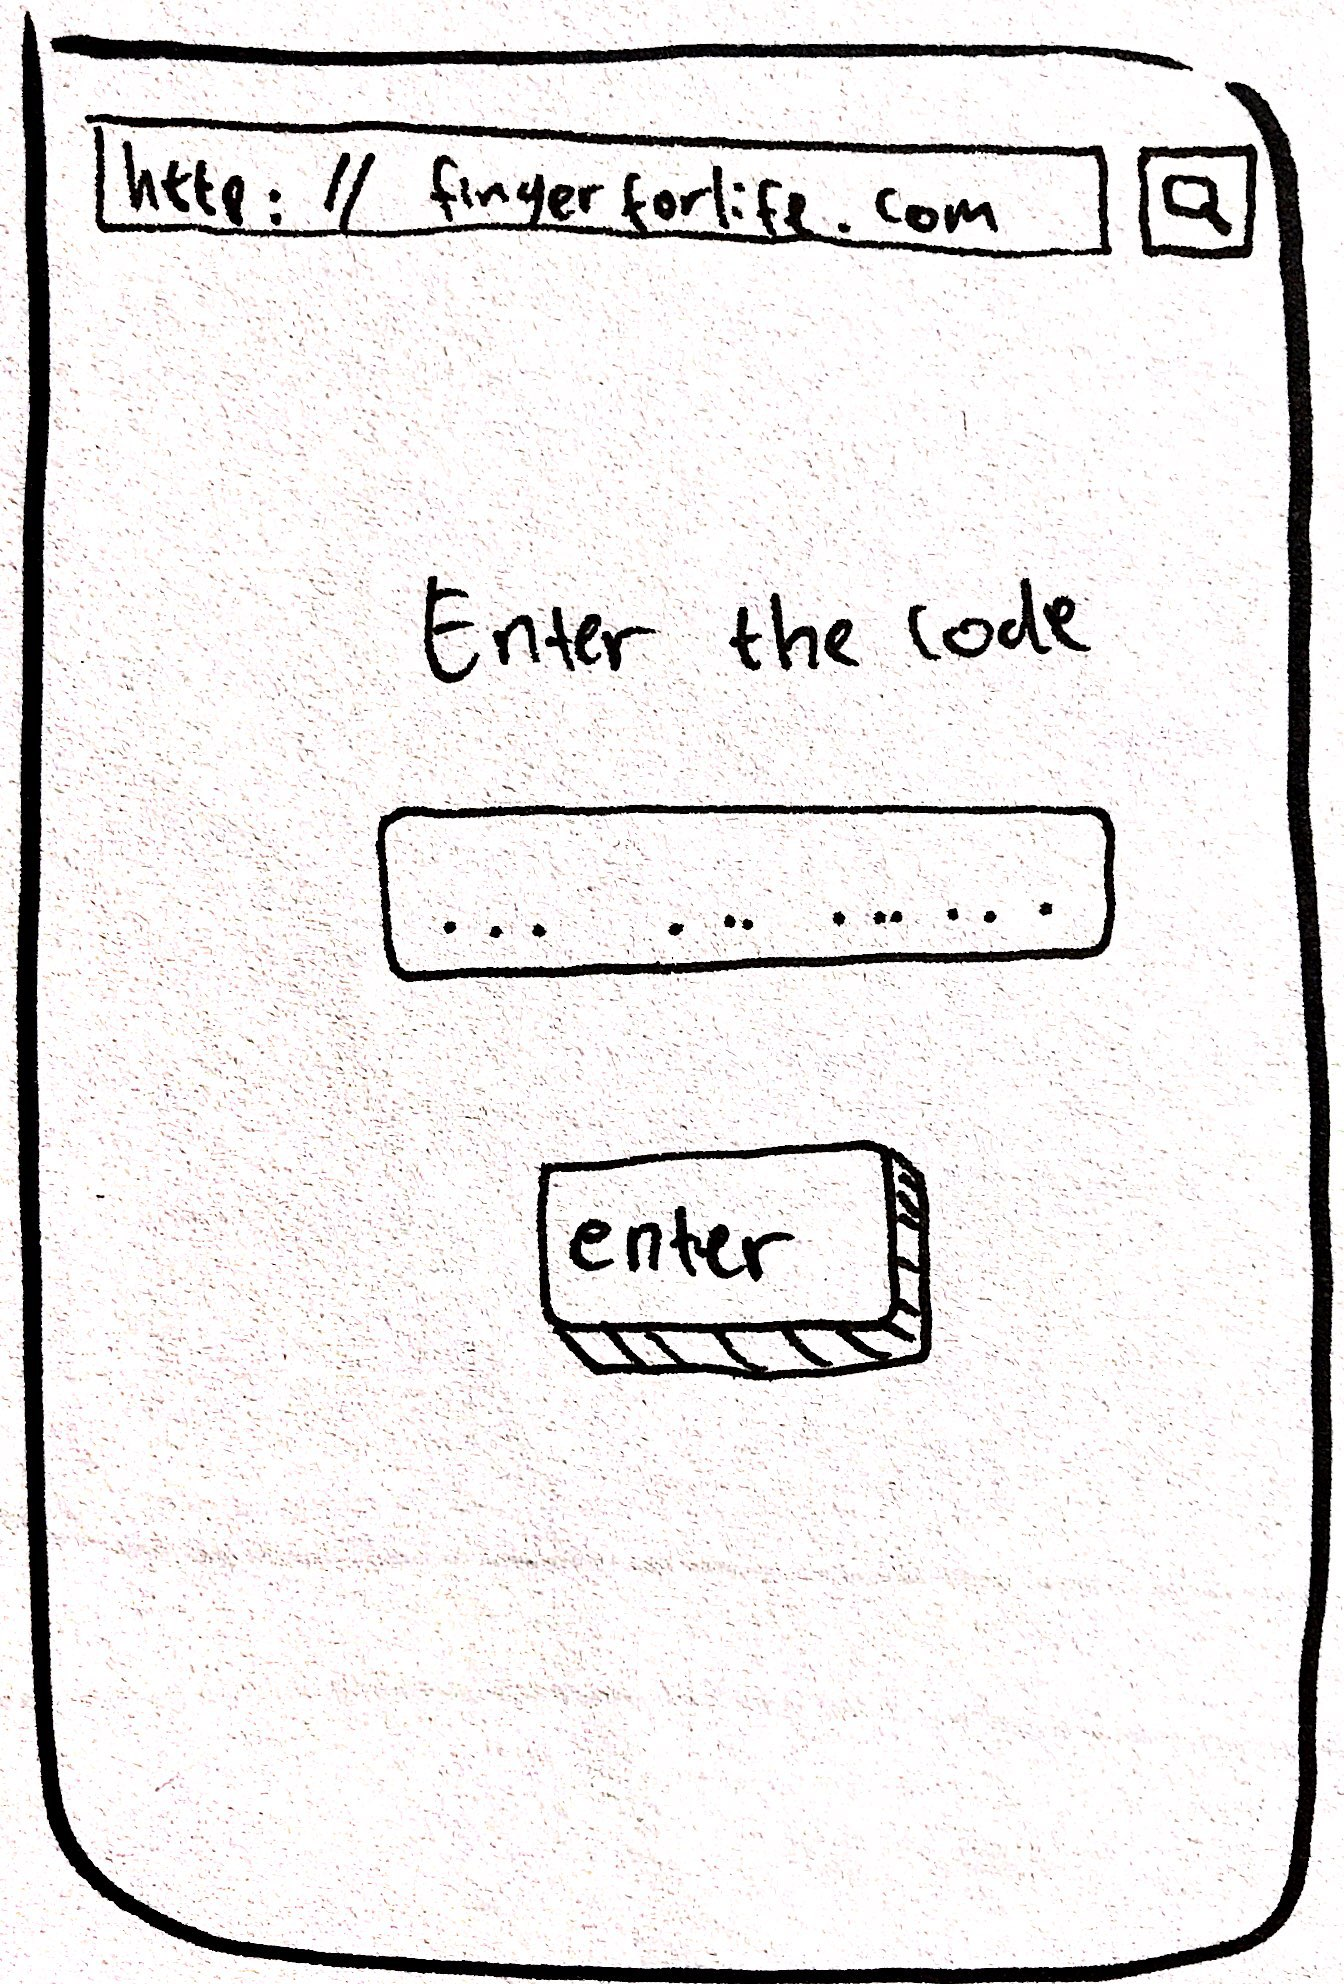 http://fingerforlife.com
Enter the code
... ... ......
enter